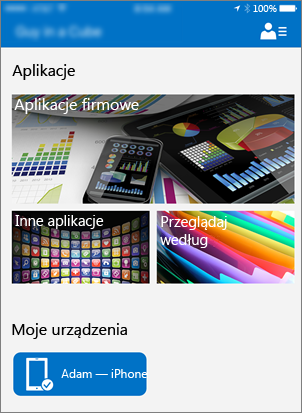 100%
Guy in a Cube
Aplikacje
Aplikacje firmowe
Inne aplikacje
Przeglądaj
według
Moje urządzenia
Adam — iPhone